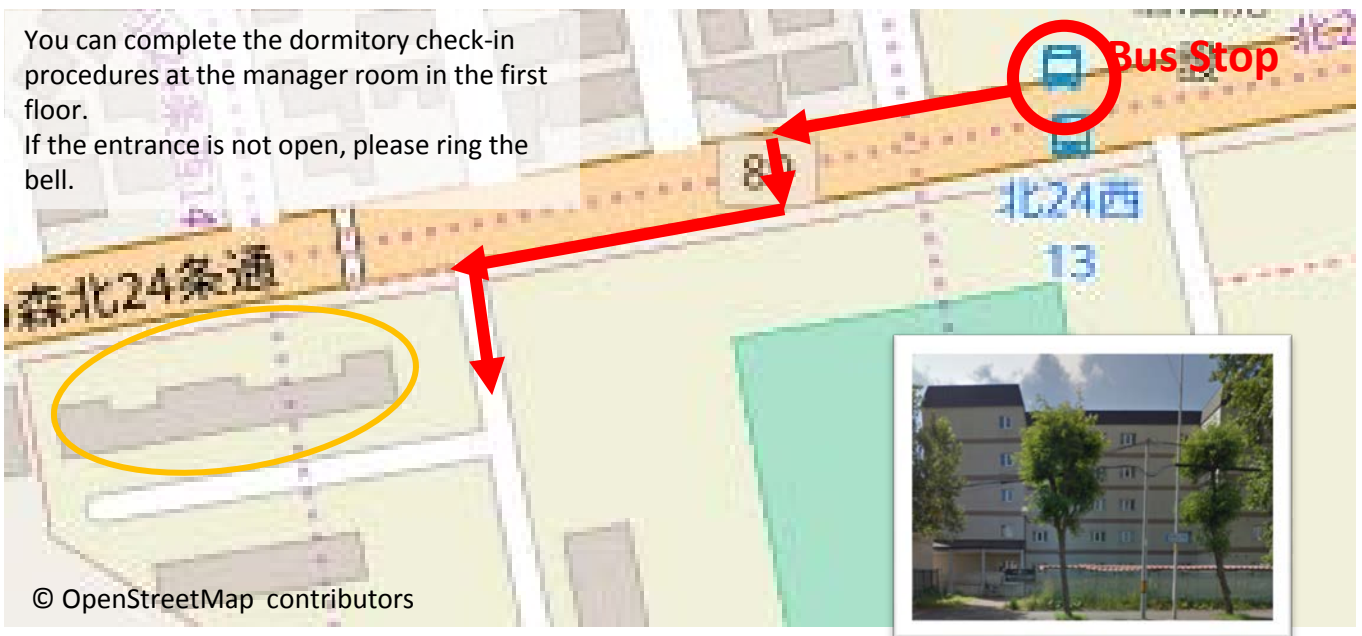 You can complete the dormitory check-in
procedures at the manager room in the first
floor.
If the entrance is not open, please ring the
bell.
Bus Stop
北24西
13
森北24条通
© OpenStreetMap contributors